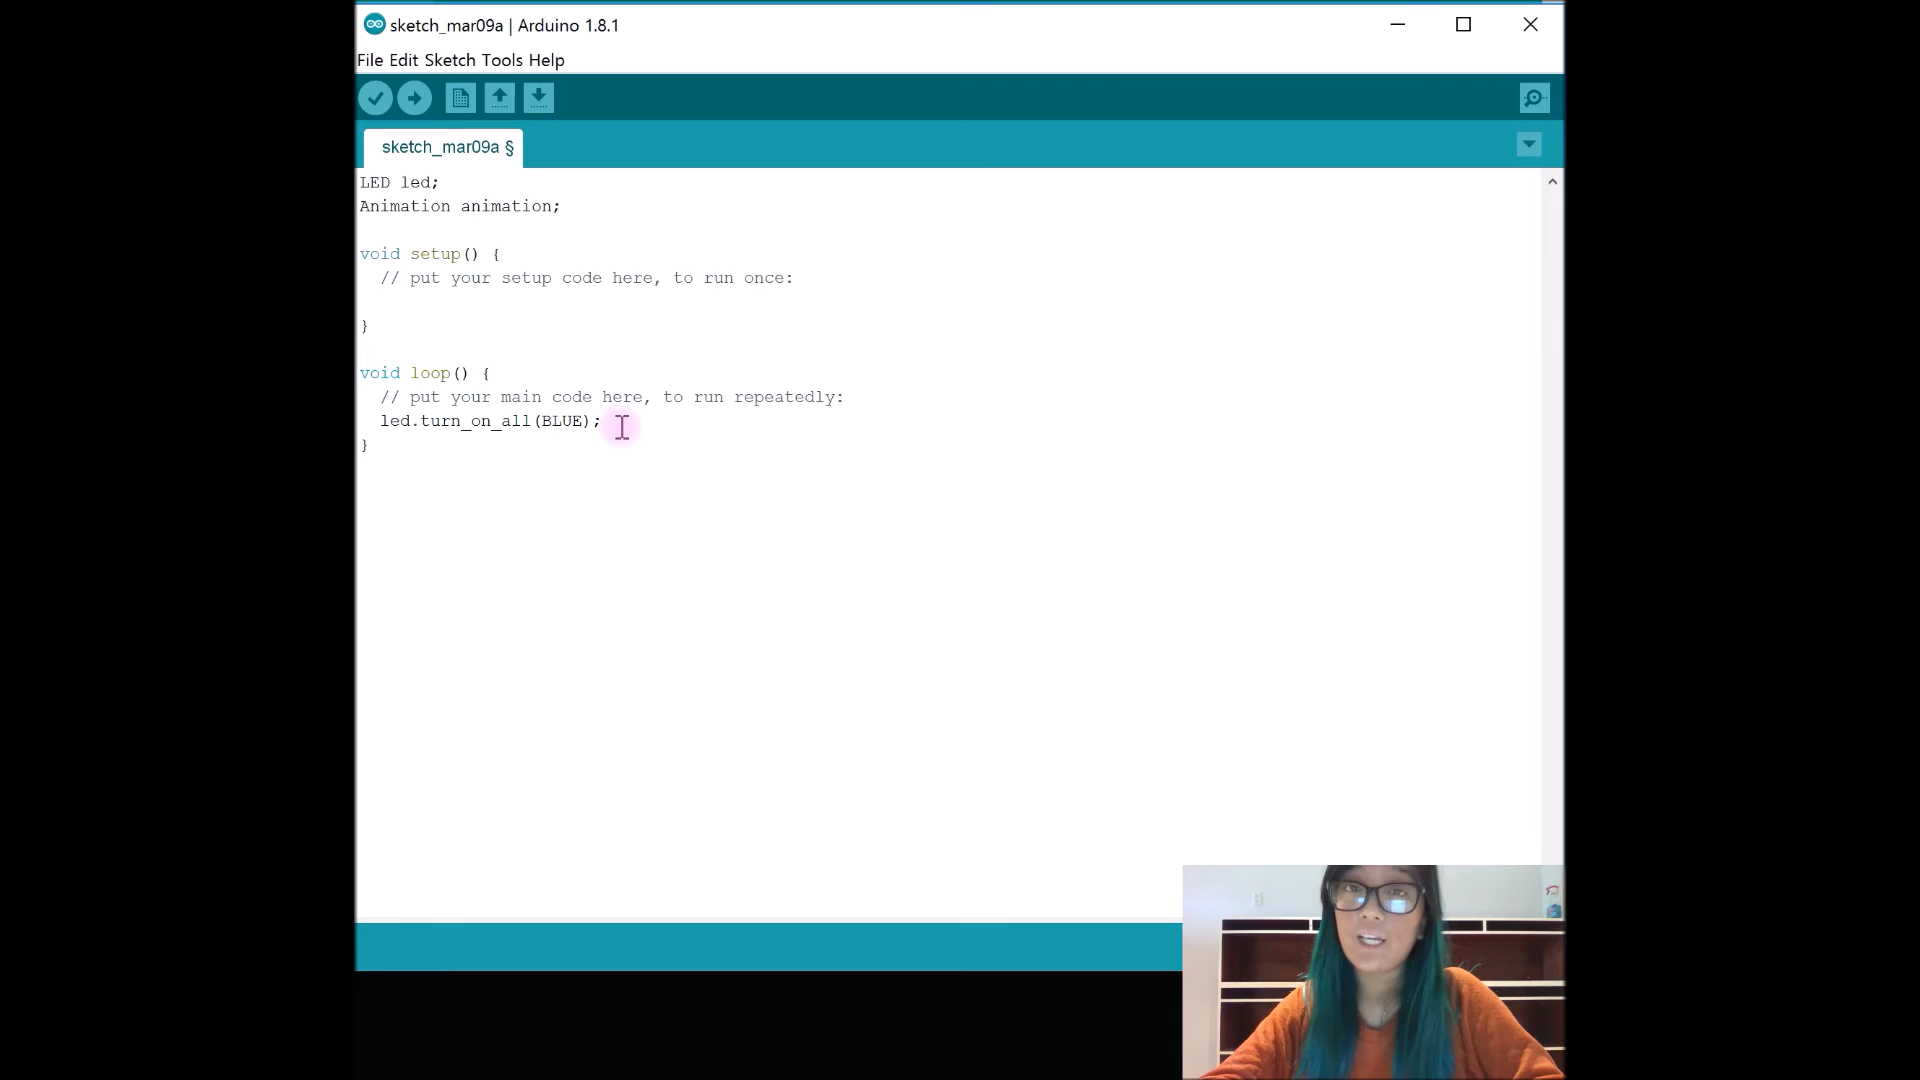 sketch_mar09a | Arduino 1.8.1
File Edit Sketch Tools Help
sketch_mar09a §
LED led;
Animation animation;
void setup() {
// put your setup code here, to run once:
}
void loop() {
// put your main code here, to run repeatedly:
led.turn_on_all(BLUE);
}